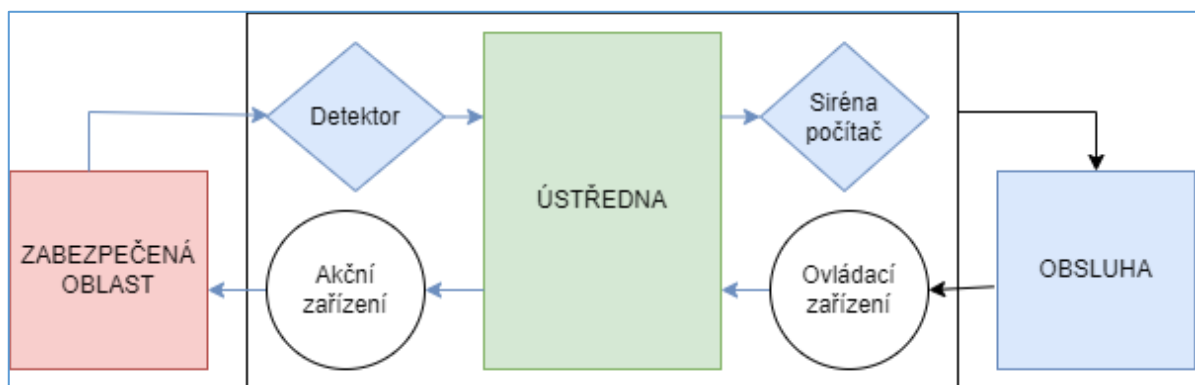 Detektor
Siréna
počítač
ÚSTŘEDNA
ZABEZPEČENÁ
OBLAST
Akční
zařízení
Ovládací
zařízení
OBSLUHA